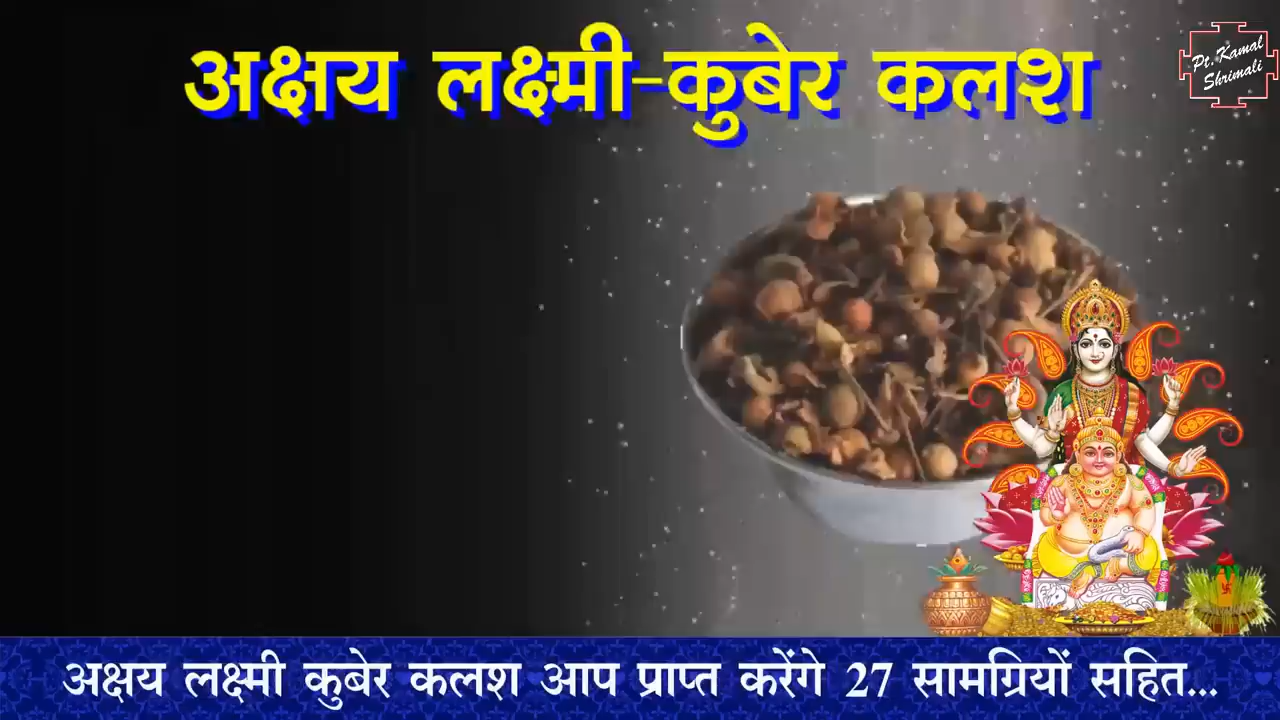 अक्षय लक्ष्मी-कुबेर कलश
Pt. Kamal
Shrimali
अक्षय लक्ष्मी कुबेर कलश आप प्राप्त करेंगे 27 सामग्रियों सहित...